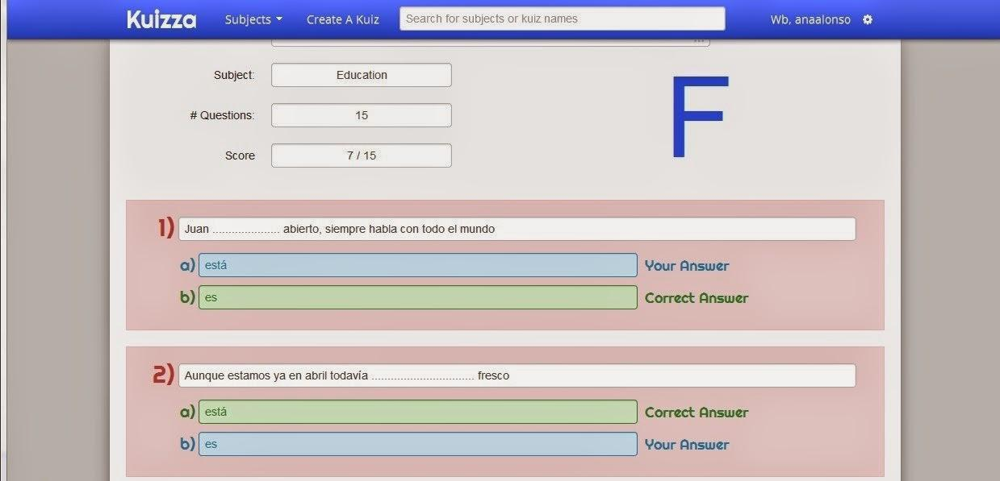 Kuizza Subjects Create A Kuiz Search for subjects or kuiz names Wb, anaalonso
Subject: Education
# Questions: 15
Score 7 / 15
F
1) Juan ..................... abierto, siempre habla con todo el mundo
a) está Your Answer
b) es Correct Answer
2) Aunque estamos ya en abril todavía ................................ fresco
a) está Correct Answer
b) es Your Answer